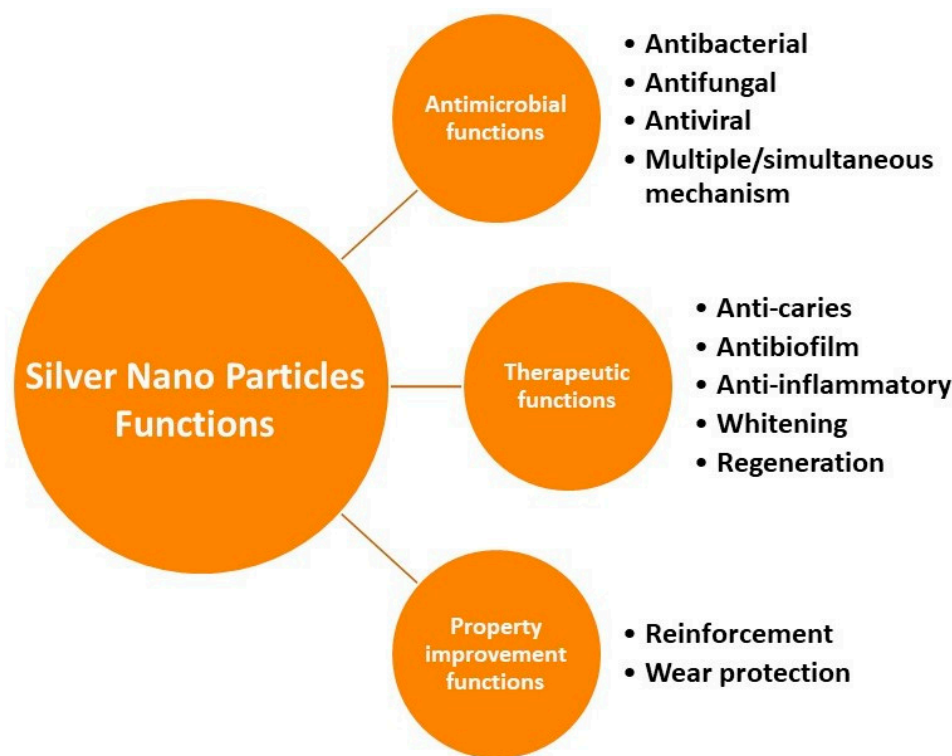 Silver Nano Particles
Functions
Antimicrobial
functions
• Antibacterial
• Antifungal
• Antiviral
• Multiple/simultaneous
mechanism
Therapeutic
functions
• Anti-caries
• Antibiofilm
• Anti-inflammatory
• Whitening
• Regeneration
Property
improvement
functions
• Reinforcement
• Wear protection